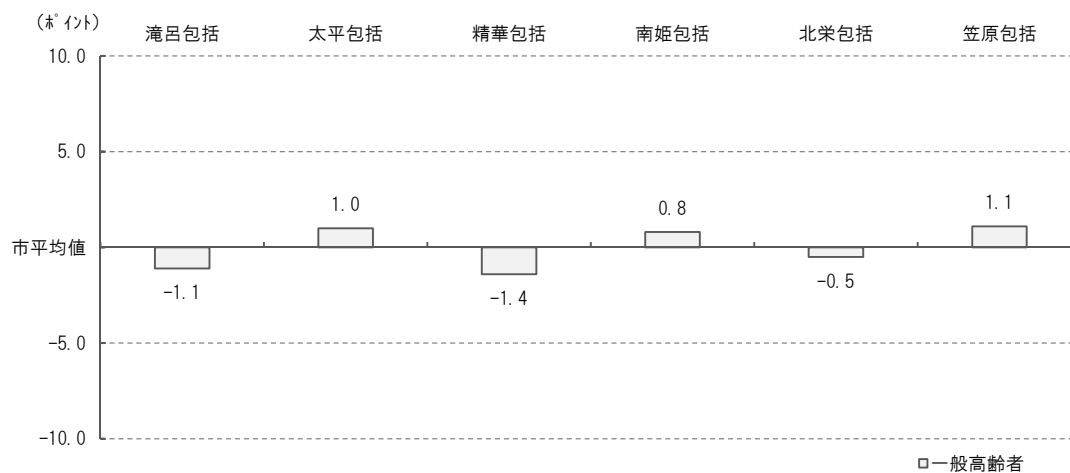 (ﾎﾟｲﾝﾄ)
滝呂包括 太平包括 精華包括 南姫包括 北栄包括 笠原包括
10.0
5.0
1.0 0.8 1.1
市平均値
-1.1 -1.4 -0.5
-5.0
-10.0
□一般高齢者